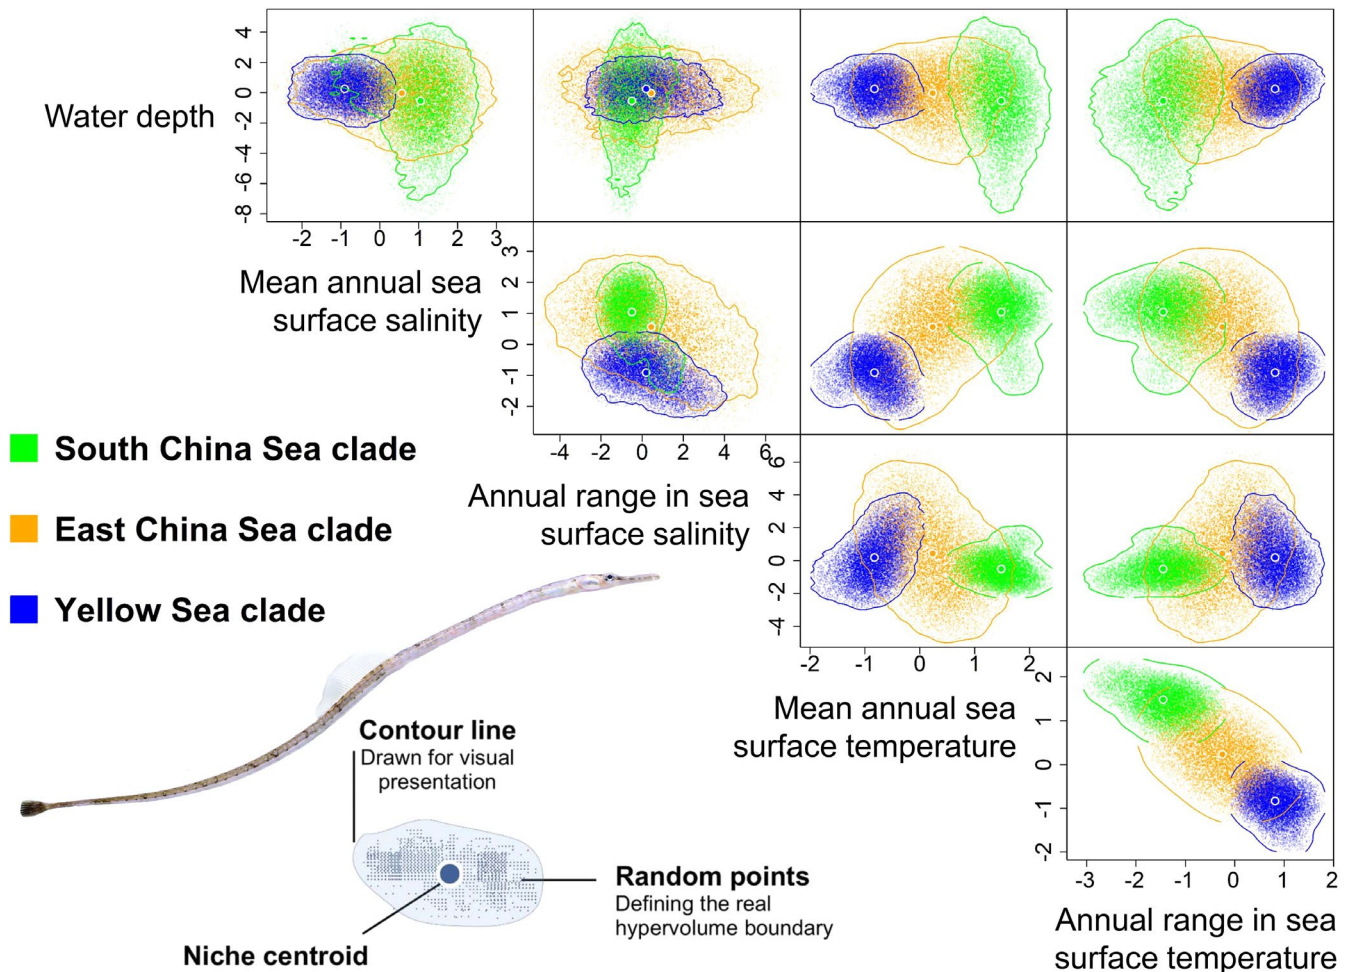 4
2
0
-2
-4
-6
-8
Water depth
-2 -1 0 1 2 3
Mean annual sea
surface salinity
3
2
1
0
-1
-2
-4 -2 0 2 4 6
South China Sea clade
East China Sea clade
Yellow Sea clade
Annual range in sea
surface salinity
6
4
2
0
-2
-4
-2 -1 0 1 2
Mean annual sea
surface temperature
2
1
0
-1
-2
-3 -2 -1 0 1 2
Annual range in sea
surface temperature
Contour line
Drawn for visual
presentation
Random points
Defining the real
hypervolume boundary
Niche centroid